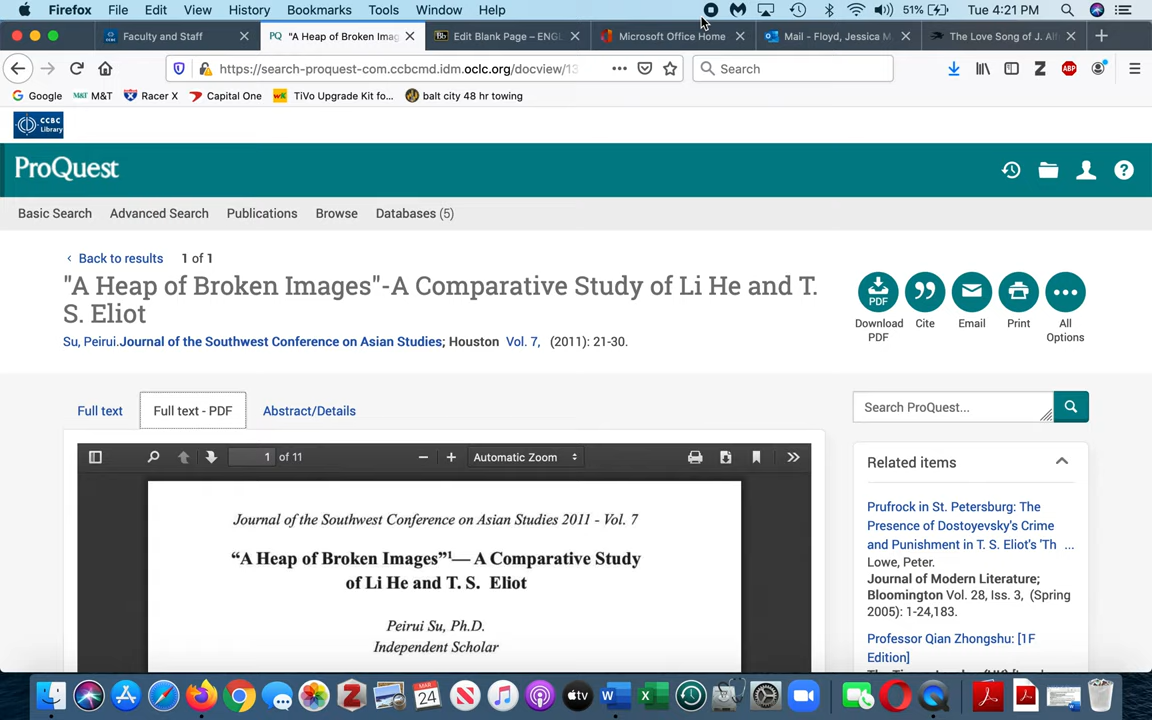 Firefox File Edit View History Bookmarks Tools Window Help 51% Tue 4:21 PM
Faculty and Staff PQ "A Heap of Broken Imag Edit Blank Page – ENGL Microsoft Office Home Mail - Floyd, Jessica M. The Love Song of J. Alf
https://search-proquest-com.ccbcmd.idm.oclc.org/docview/13 Search Z ABP
Google M&T M&T Racer X Capital One TiVo Upgrade Kit fo... balt city 48 hr towing
CCBC
Library
ProQuest
Basic Search Advanced Search Publications Browse Databases (5)
Back to results 1 of 1
"A Heap of Broken Images"-A Comparative Study of Li He and T.
S. Eliot
Su, Peirui.Journal of the Southwest Conference on Asian Studies; Houston Vol. 7, (2011): 21-30.
PDF
Download
PDF
Cite
Email
Print
All
Options
Full text Full text - PDF Abstract/Details
Search ProQuest...
1 of 11 Automatic Zoom
Journal of the Southwest Conference on Asian Studies 2011 - Vol. 7
“A Heap of Broken Images”1— A Comparative Study
of Li He and T. S. Eliot
Peirui Su, Ph.D.
Independent Scholar
Related items
Prufrock in St. Petersburg: The
Presence of Dostoyevsky's Crime
and Punishment in T. S. Eliot's 'Th ...
Lowe, Peter.
Journal of Modern Literature;
Bloomington Vol. 28, Iss. 3, (Spring
2005): 1-24,183.
Professor Qian Zhongshu: [1F
Edition]
MAR
24
tv